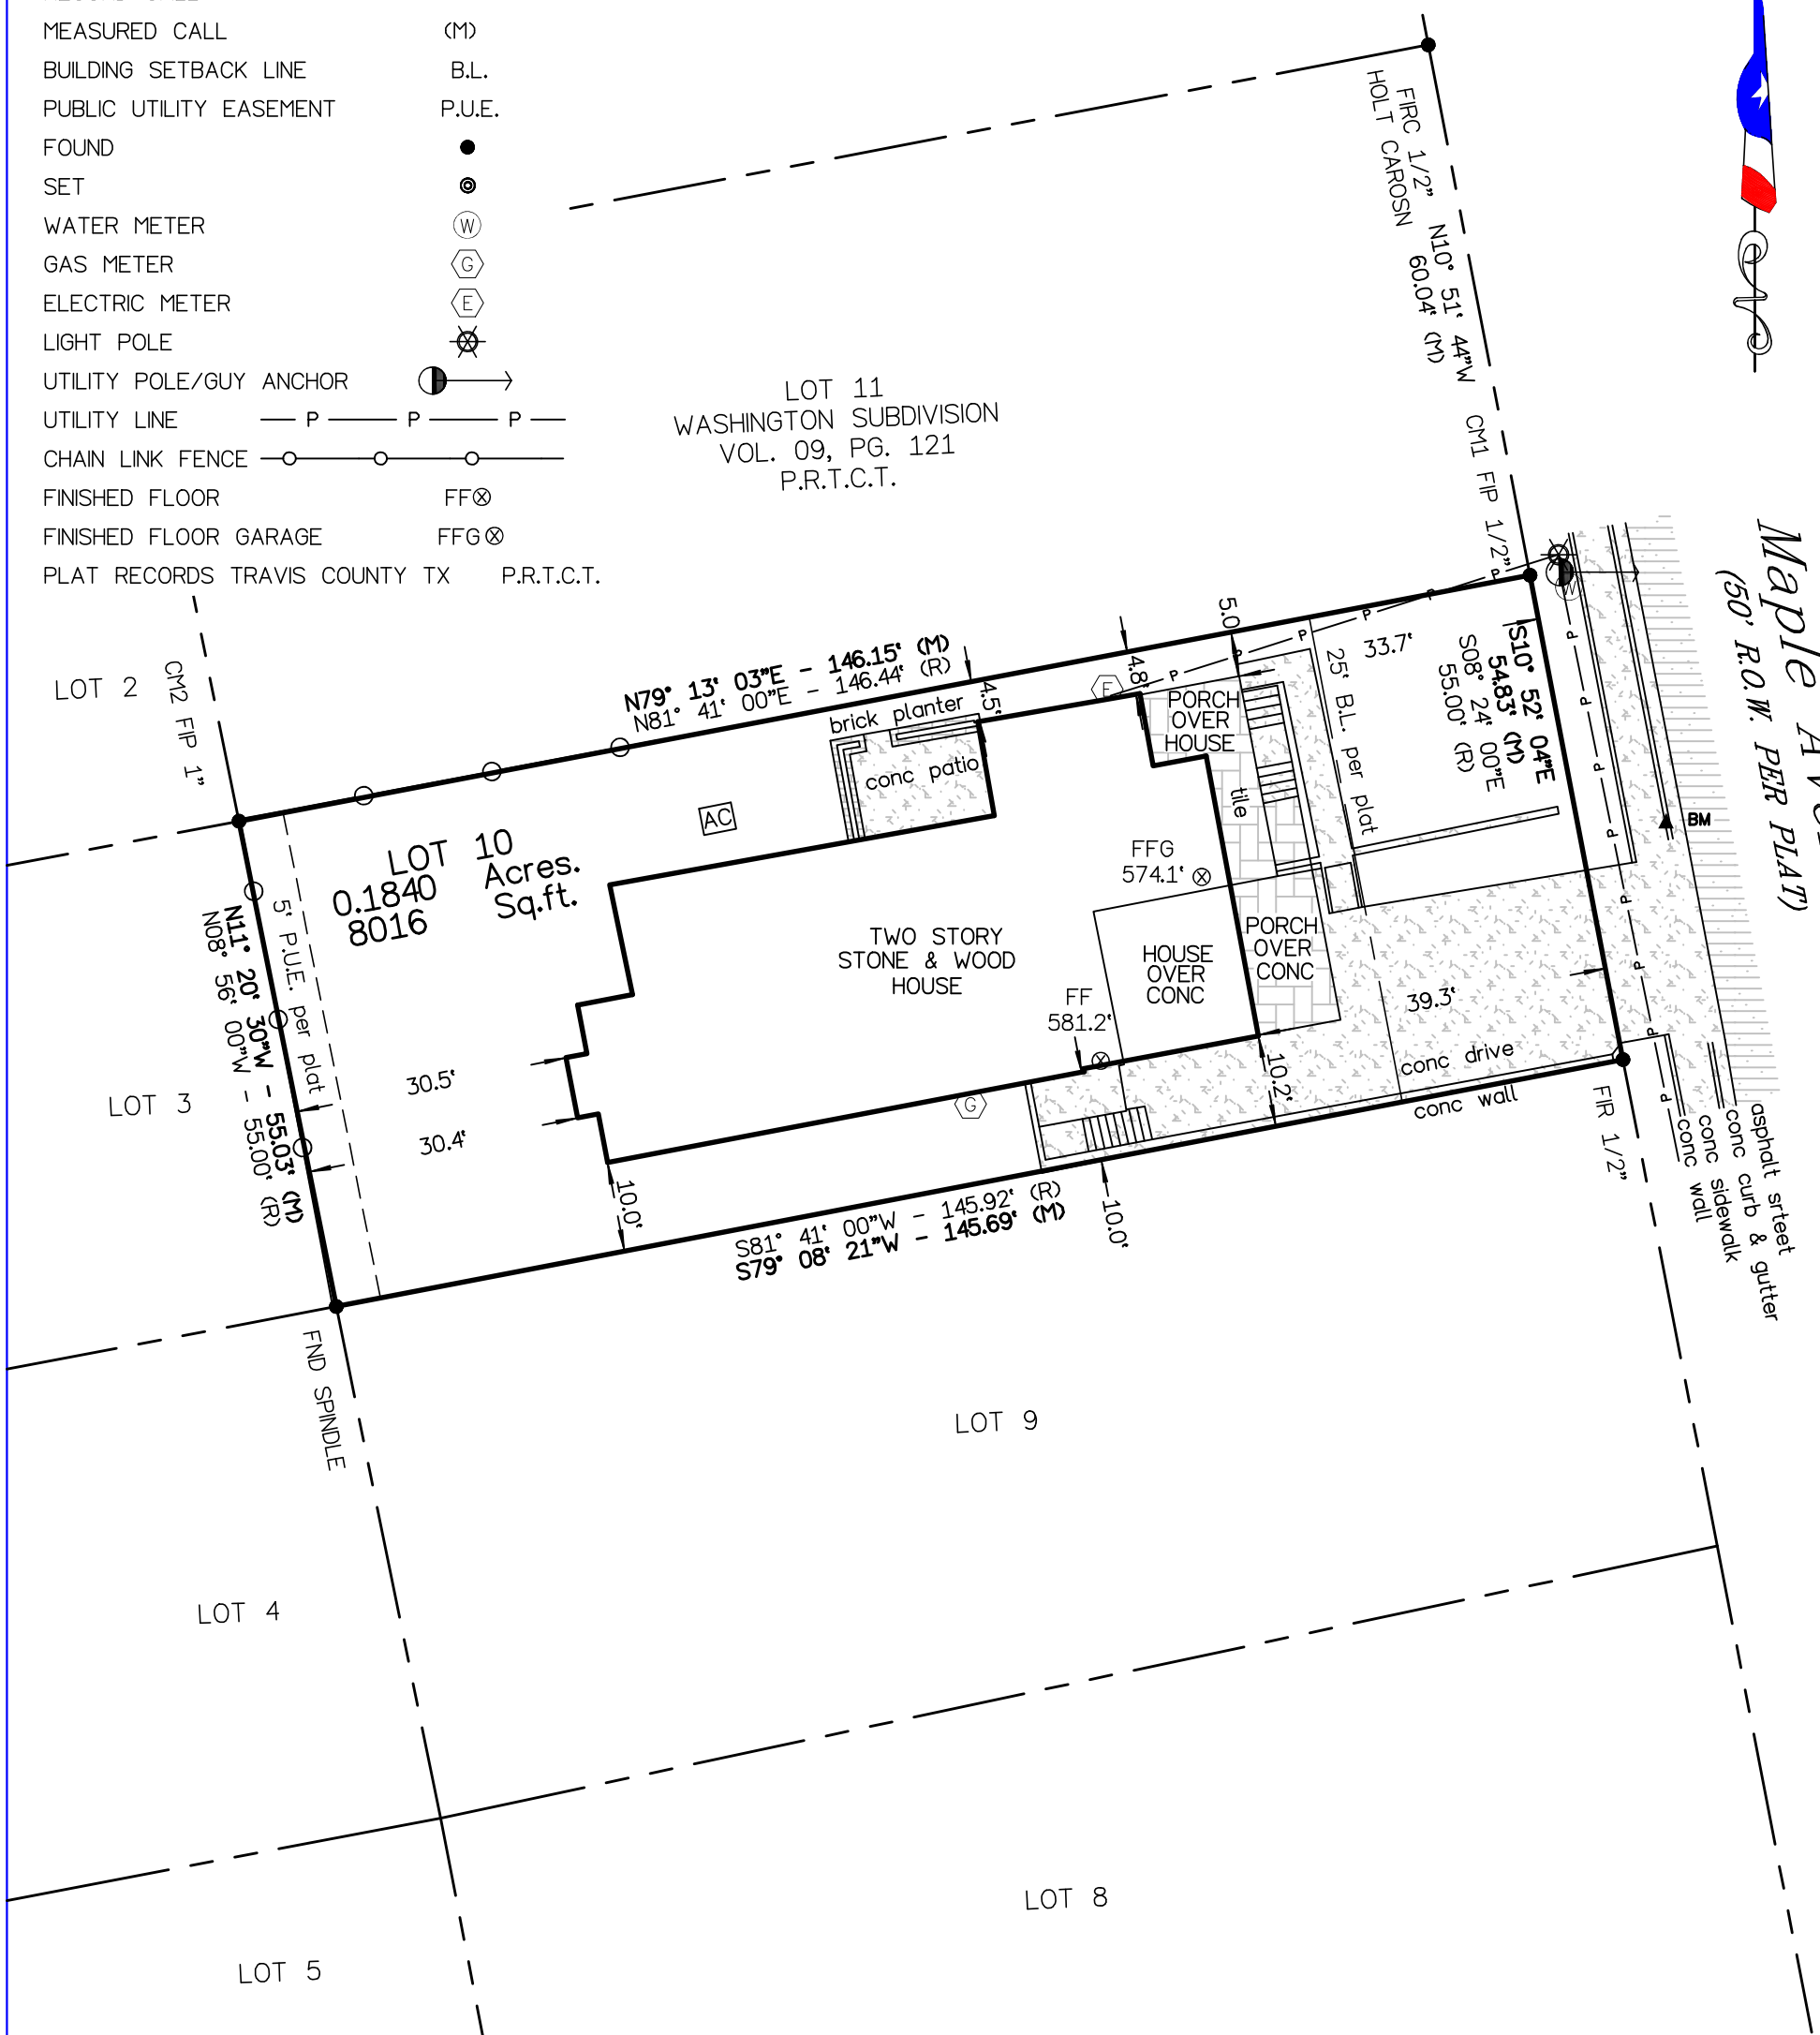 MEASURED CALL (M)
BUILDING SETBACK LINE B.L.
PUBLIC UTILITY EASEMENT P.U.E.
FOUND
SET
WATER METER W
GAS METER G
ELECTRIC METER E
LIGHT POLE
UTILITY POLE/GUY ANCHOR
UTILITY LINE P P P
CHAIN LINK FENCE
FINISHED FLOOR FF
FINISHED FLOOR GARAGE FFG
PLAT RECORDS TRAVIS COUNTY TX P.R.T.C.T.
FIRC 1/2"
HOLT CAROSN
N10° 51' 44"W
60.04' (M)
CM1 FIP 1/2"
LOT 11
WASHINGTON SUBDIVISION
VOL. 09, PG. 121
P.R.T.C.T.
Maple
(50' R.O.W. PER PLAT)
LOT 2
CM2 FIP 1"
N79° 13' 03"E - 146.15' (M)
N81° 41' 00"E - 146.44' (R)
4.5'
4.8'
5.0
33.7'
S10° 52' 04"E
54.83' (M)
S08° 24' 00"E
55.00' (R)
25' B.L. per plat
W
P P P P P P
P P P P P P P P
BM
E
brick planter
conc patio
AC
PORCH
OVER
HOUSE
tile
LOT 10
0.1840 Acres.
8016 Sq.ft.
FFG
574.1'
TWO STORY
STONE & WOOD
HOUSE
HOUSE
OVER
CONC
PORCH
OVER
CONC
FF
581.2'
39.3'
conc drive
conc wall
10.2'
5' P.U.E. per plat
N11° 20' 30"W - 55.03' (M)
N08° 56' 00"W - 55.00' (R)
LOT 3
30.5'
30.4'
G
10.0'
10.0'
S81° 41' 00"W - 145.92' (R)
S79° 08' 21"W - 145.69' (M)
FIR 1/2"
asphalt srteet
conc curb & gutter
conc sidewalk
conc wall
FND SPINDLE
LOT 9
LOT 4
LOT 8
LOT 5